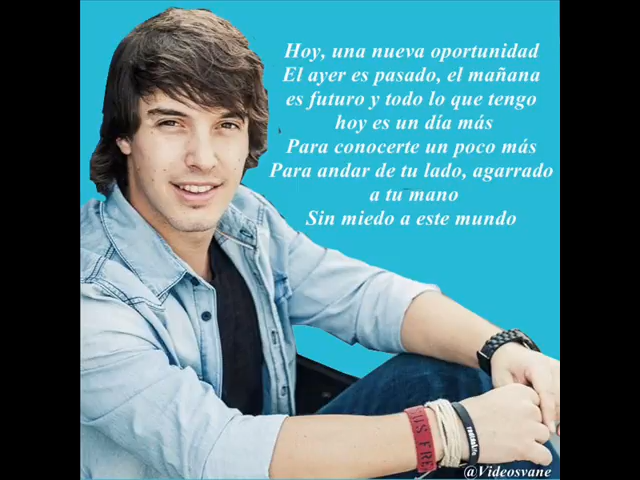 Hoy, una nueva oportunidad
El ayer es pasado, el mañana
es futuro y todo lo que tengo
hoy es un día más
Para conocerte un poco más
Para andar de tu lado, agarrado
a tu mano
Sin miedo a este mundo
US FRE
@Videosvane